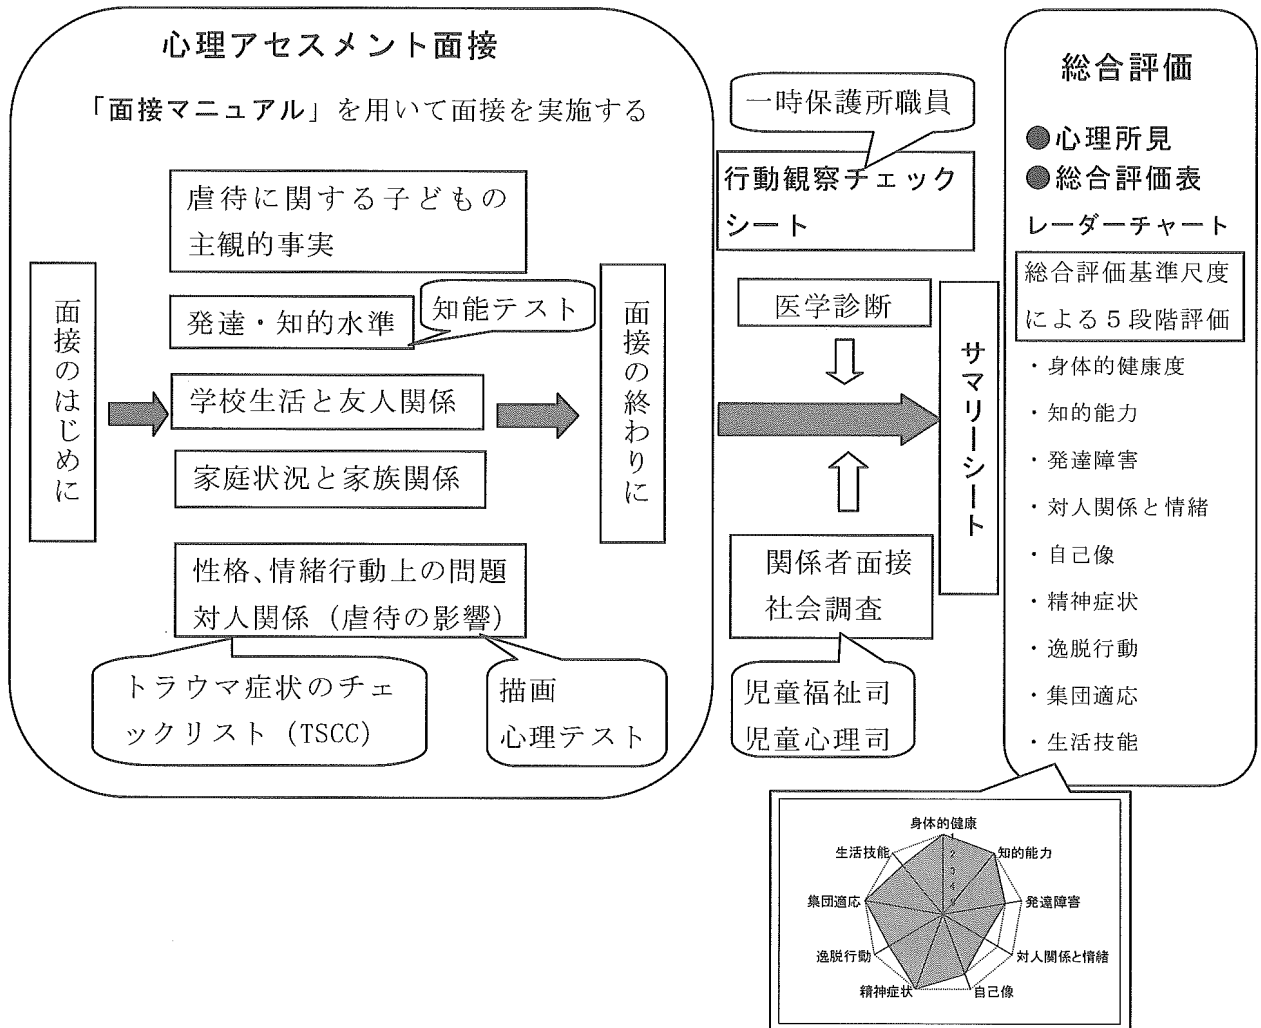 心理アセスメント面接
「面接マニュアル」を用いて面接を実施する
面接のはじめに
虐待に関する子どもの
主観的事実
発達・知的水準
知能テスト
学校生活と友人関係
家庭状況と家族関係
性格、情緒行動上の問題
対人関係（虐待の影響）
トラウマ症状のチェ
ックリスト（TSCC）
描画
心理テスト
面接の終わりに
一時保護所職員
行動観察チェック
シート
医学診断
関係者面接
社会調査
児童福祉司
児童心理司
サマリーシート
総合評価
●心理所見
●総合評価表
レーダーチャート
総合評価基準尺度
による５段階評価
・身体的健康度
・知的能力
・発達障害
・対人関係と情緒
・自己像
・精神症状
・逸脱行動
・集団適応
・生活技能
身体的健康
知的能力
発達障害
対人関係と情緒
自己像
精神症状
逸脱行動
集団適応
生活技能
1
2
3
4